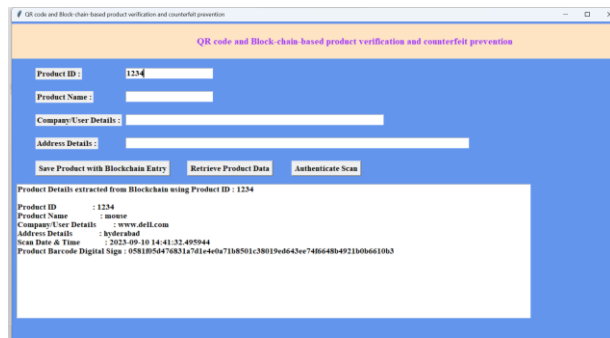 QR code and Block-chain-based product verification and counterfeit prevention
QR code and Block-chain-based product verification and counterfeit prevention
Product ID : 1234
Product Name :
Company/User Details :
Address Details :
Save Product with Blockchain Entry Retrieve Product Data Authenticate Scan
Product Details extracted from Blockchain using Product ID : 1234
Product ID : 1234
Product Name : mouse
Company/User Details : www.dell.com
Address Details : hyderabad
Scan Date & Time : 2023-09-10 14:41:32.495944
Product Barcode Digital Sign :